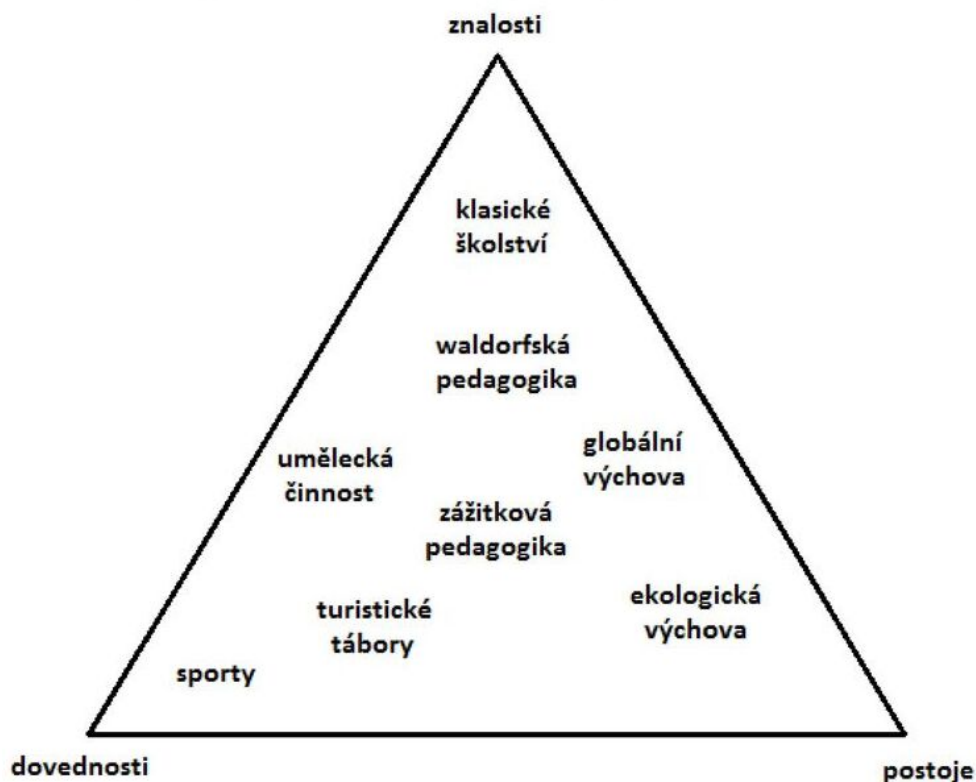 znalosti
klasické
školství
waldorfská
pedagogika
globální
výchova
umělecká
činnost
zážitková
pedagogika
ekologická
výchova
turistické
tábory
sporty
dovednosti
postoje